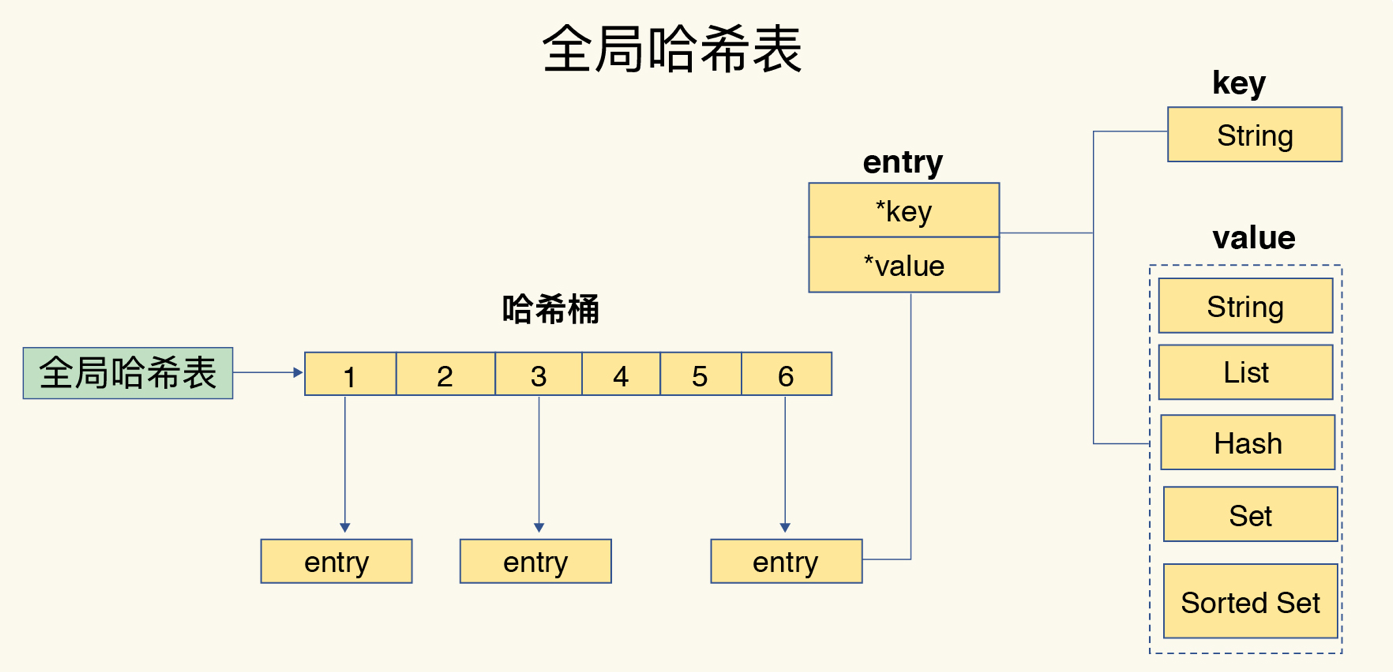 全局哈希表
key
String
entry
*key
*value
value
String
List
Hash
Set
Sorted Set
哈希桶
全局哈希表
1
2
3
4
5
6
entry
entry
entry